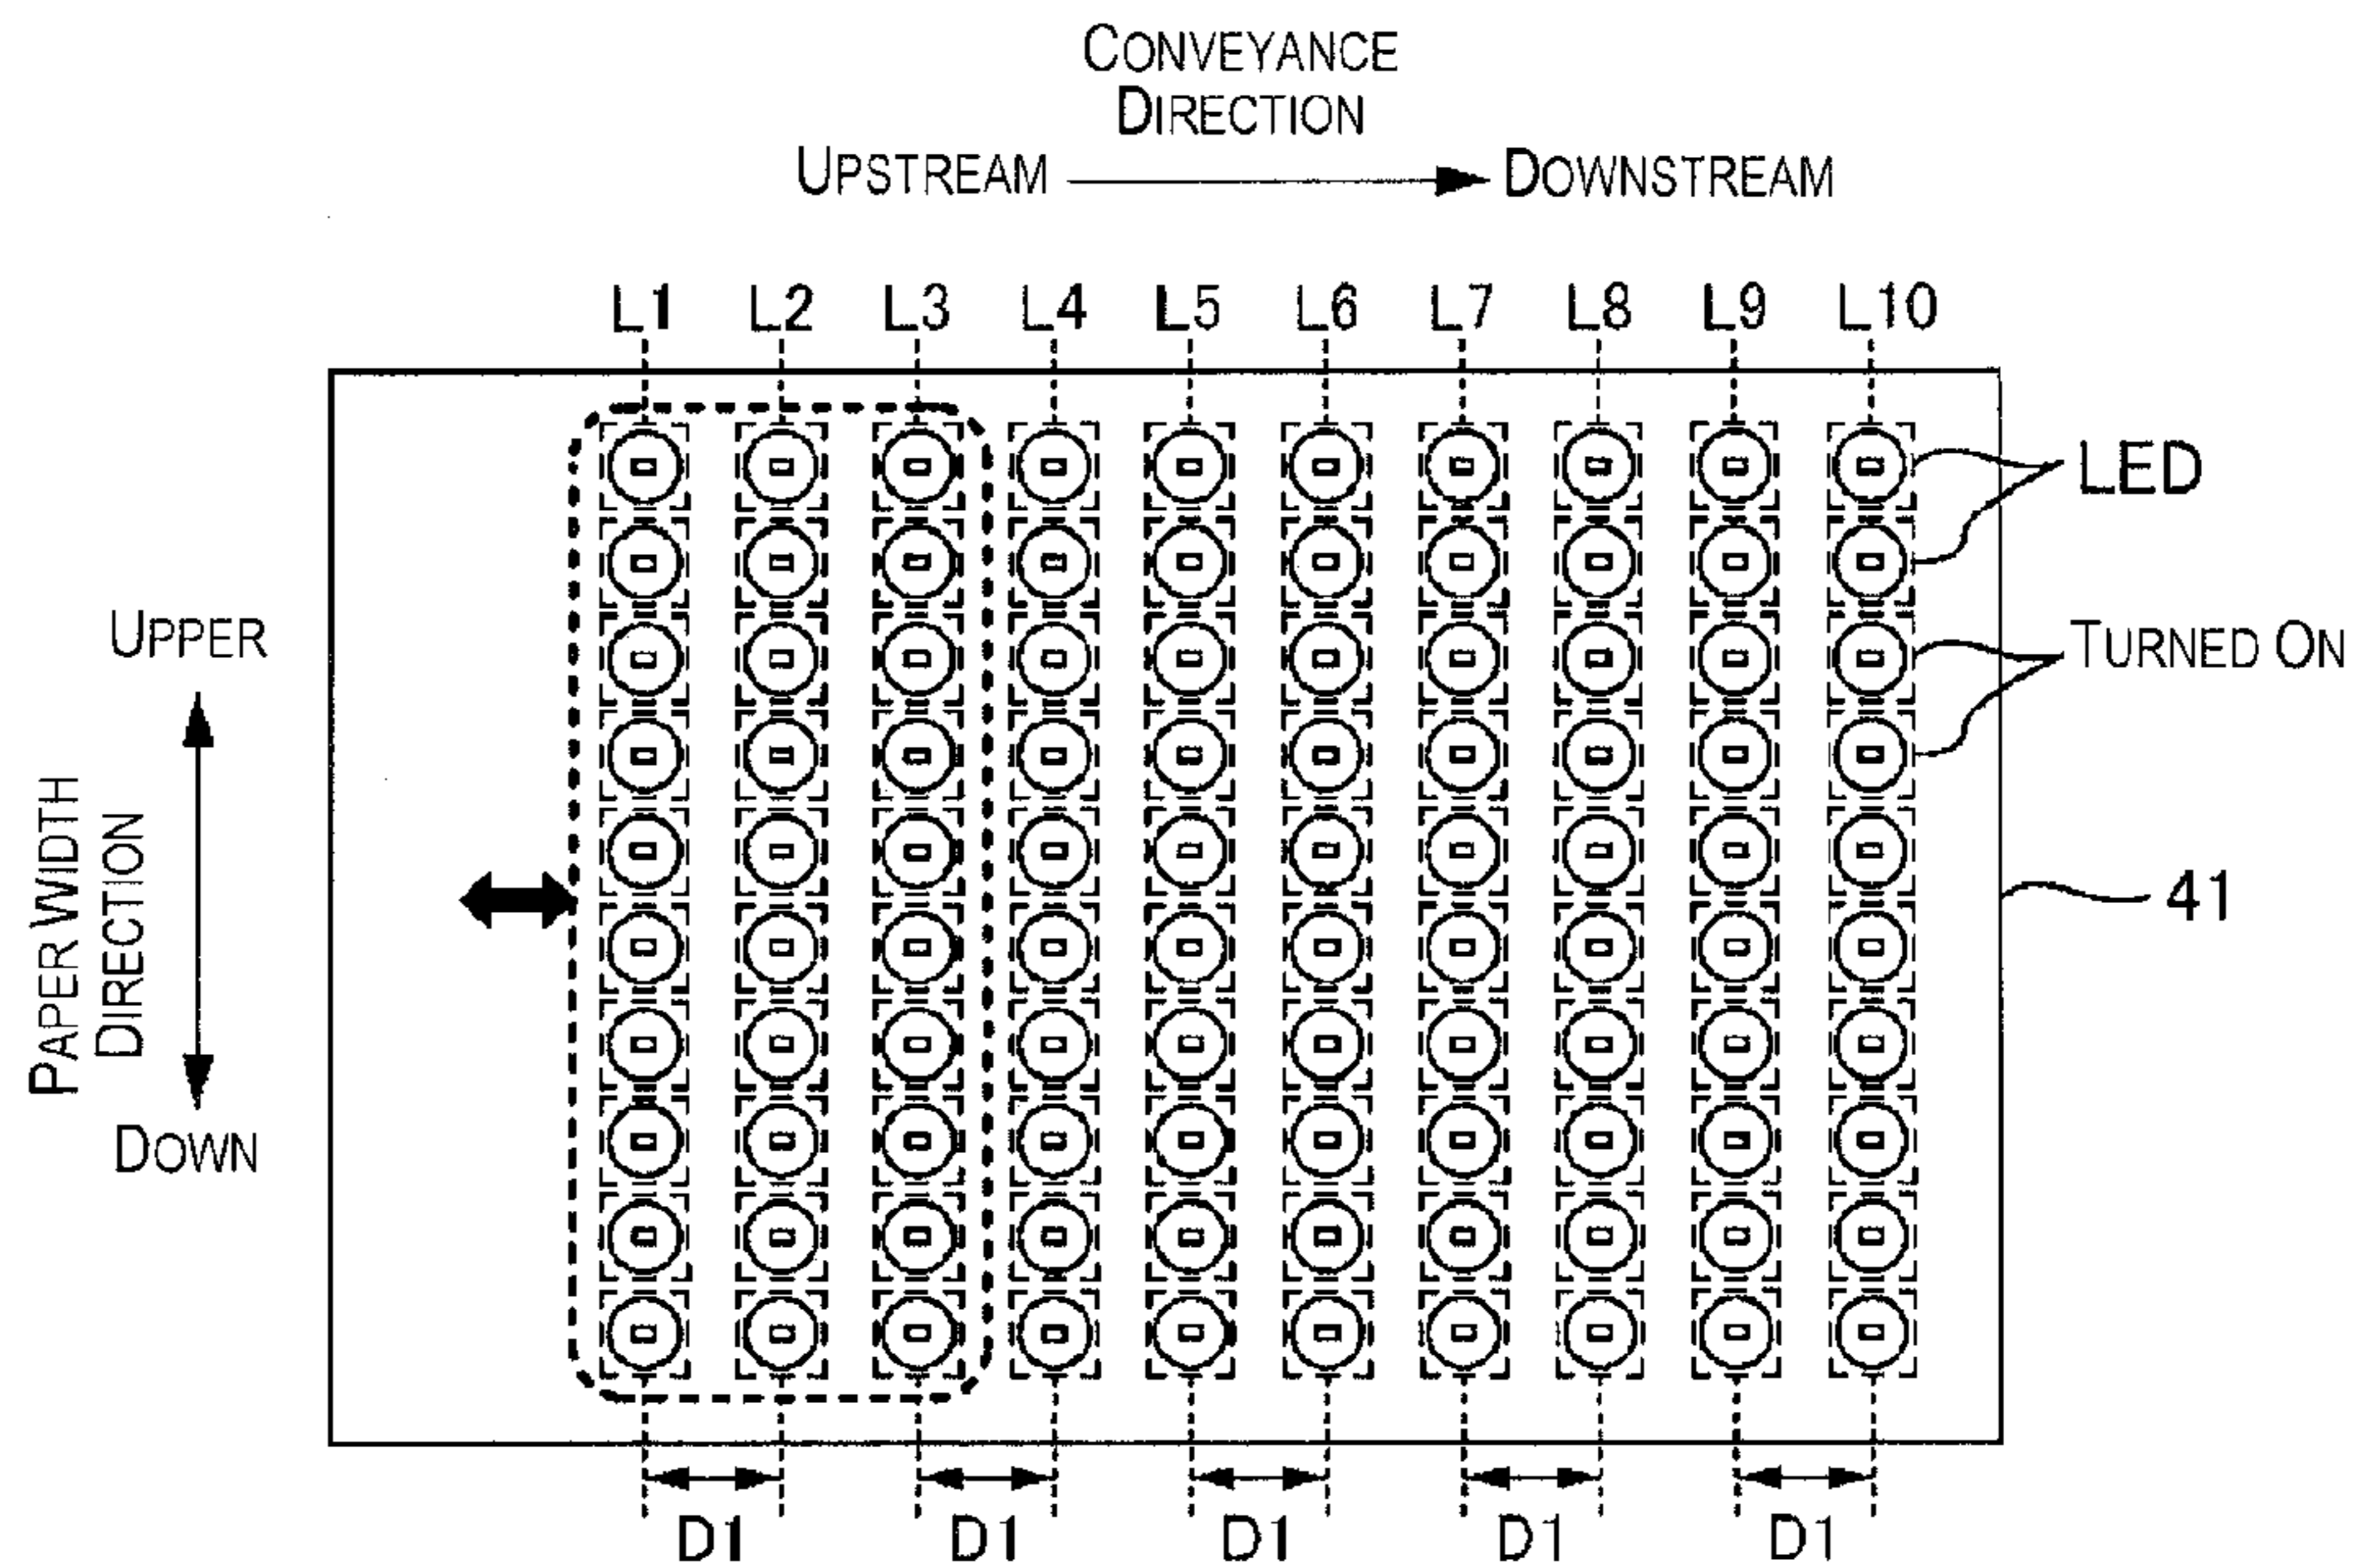 CONVEYANCE
DIRECTION
UPSTREAM DOWNSTREAM
L1 L2 L3 L4 L5 L6 L7 L8 L9 L10
LED
UPPER
TURNED ON
PAPER WIDTH
DIRECTION
41
DOWN
D1 D1 D1 D1 D1